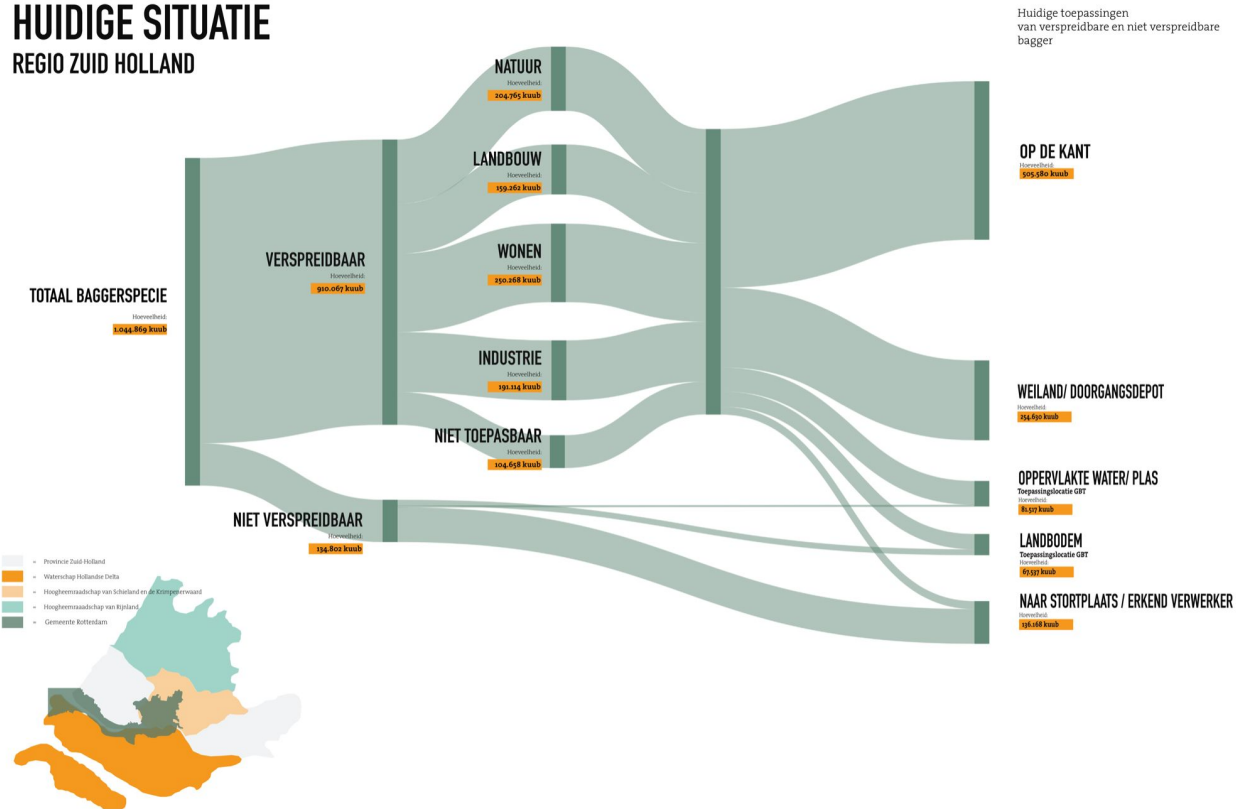 HUIDIGE SITUATIE
REGIO ZUID HOLLAND
Huidige toepassingen
van verspreidbare en niet verspreidbare
bagger
TOTAAL BAGGERSPECIE
Hoeveelheid:
1.044.869 kuub
VERSPREIDBAAR
Hoeveelheid:
910.067 kuub
NIET VERSPREIDBAAR
Hoeveelheid:
134.802 kuub
NATUUR
Hoeveelheid:
204.765 kuub
LANDBOUW
Hoeveelheid:
159.262 kuub
WONEN
Hoeveelheid:
250.268 kuub
INDUSTRIE
Hoeveelheid:
191.114 kuub
NIET TOEPASBAAR
Hoeveelheid:
104.658 kuub
OP DE KANT
Hoeveelheid:
505.580 kuub
WEILAND/ DOORGANGSDEPOT
Hoeveelheid:
254.630 kuub
OPPERVLAKTE WATER/ PLAS
Toepassingslocatie GBT
Hoeveelheid:
81.517 kuub
LANDBODEM
Toepassingslocatie GBT
Hoeveelheid:
67.537 kuub
NAAR STORTPLAATS / ERKEND VERWERKER
Hoeveelheid:
136.168 kuub
= Provincie Zuid-Holland
= Waterschap Hollandse Delta
= Hoogheemraadschap van Schieland en de Krimpenerwaard
= Hoogheemraaadschap van Rijnland
= Gemeente Rotterdam